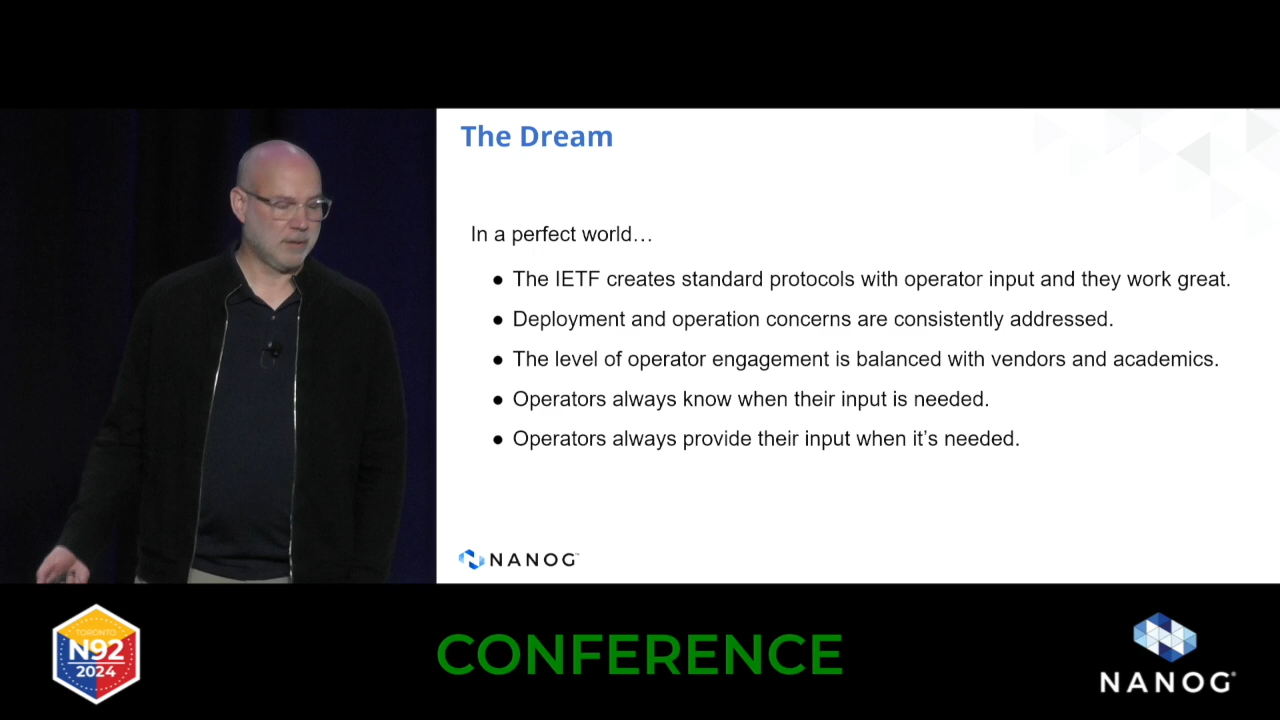 The Dream
In a perfect world…
● The IETF creates standard protocols with operator input and they work great.
● Deployment and operation concerns are consistently addressed.
● The level of operator engagement is balanced with vendors and academics.
● Operators always know when their input is needed.
● Operators always provide their input when it's needed.
NANOG™
TORONTO
N92
2024
CONFERENCE
NANOG®